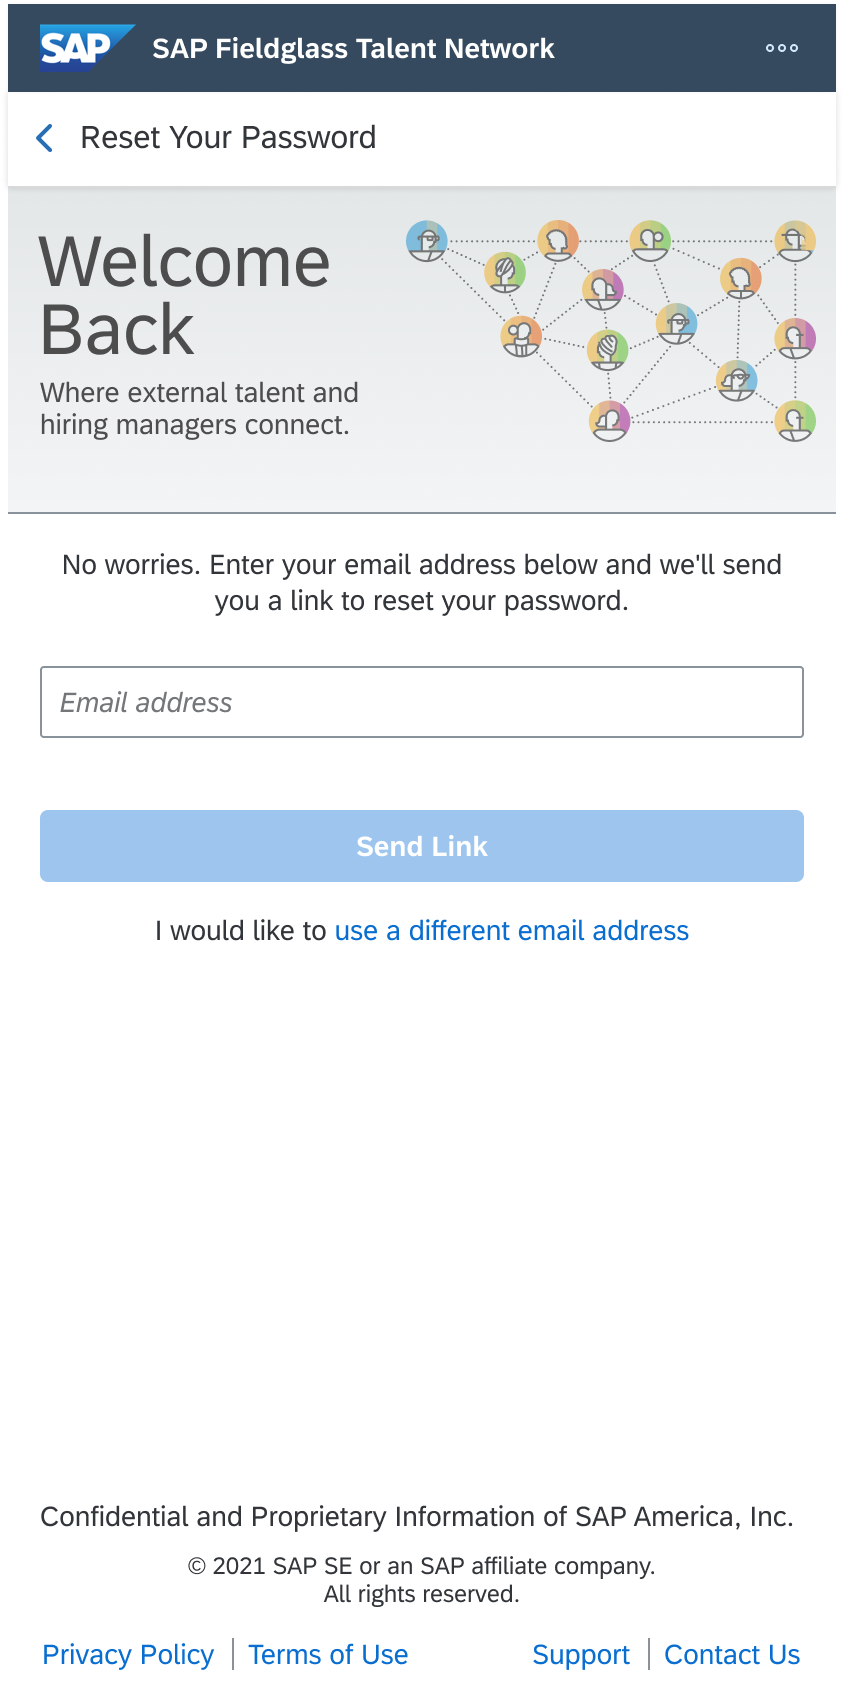 SAP SAP Fieldglass Talent Network
Reset Your Password
Welcome
Back
Where external talent and
hiring managers connect.
No worries. Enter your email address below and we'll send
you a link to reset your password.
Email address
Send Link
I would like to use a different email address
Confidential and Proprietary Information of SAP America, Inc.
© 2021 SAP SE or an SAP affiliate company.
All rights reserved.
Privacy Policy | Terms of Use Support | Contact Us